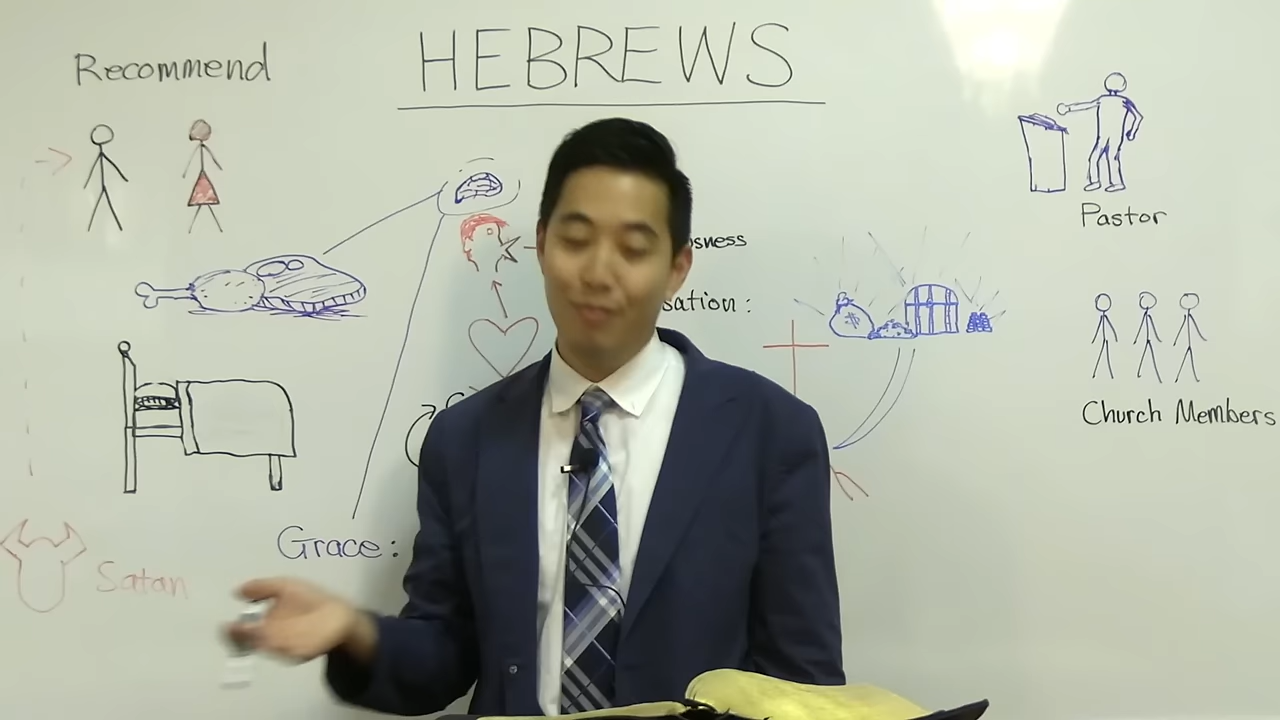 HEBREWS
Recommend
Pastor
Church Members
Grace:
Satan